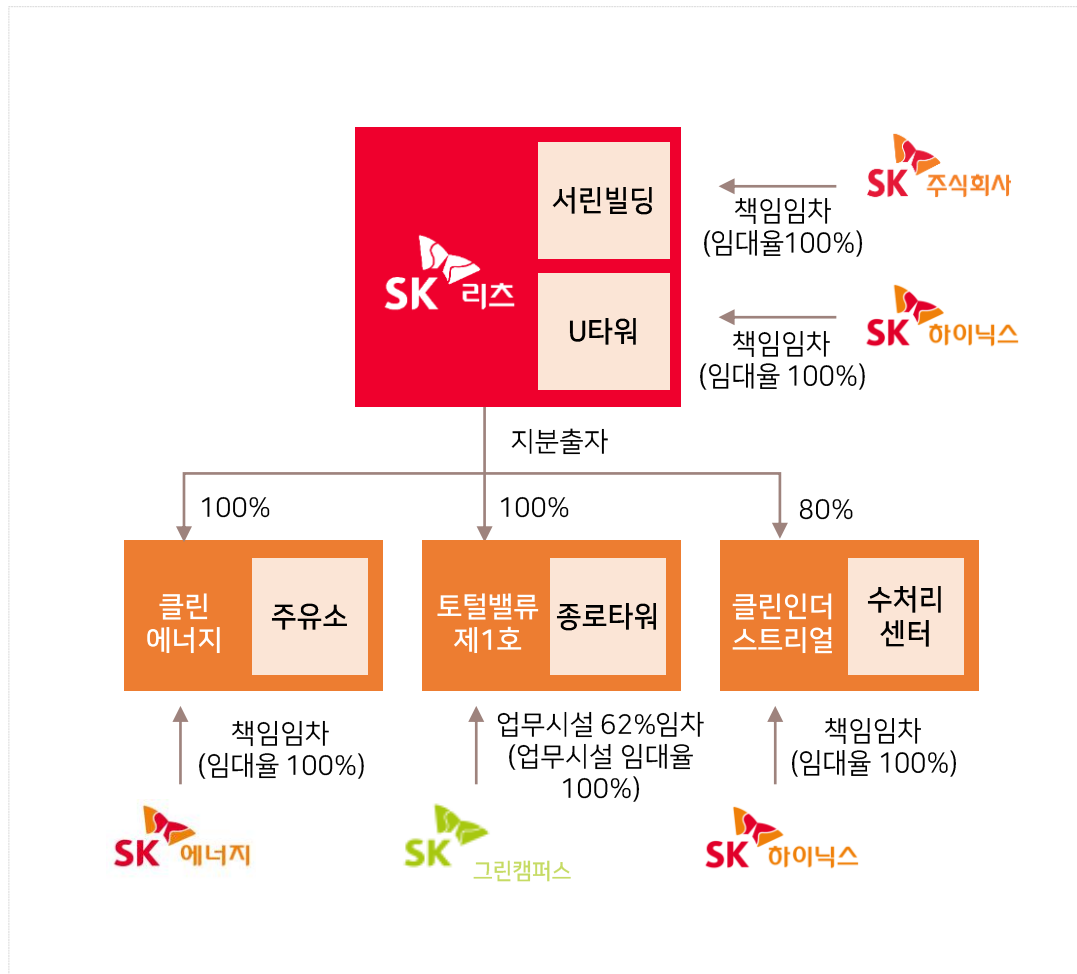 SK 리츠
서린빌딩
U타워
책임임차
(임대율100%)
SK 주식회사
책임임차
(임대율 100%)
SK 하이닉스
지분출자
100%
100%
80%
클린
에너지
주유소
토털밸류
제1호
종로타워
클린인더
스트리얼
수처리
센터
책임임차
(임대율 100%)
SK 에너지
업무시설 62%임차
(업무시설 임대율
100%)
SK 그린캠퍼스
책임임차
(임대율 100%)
SK 하이닉스